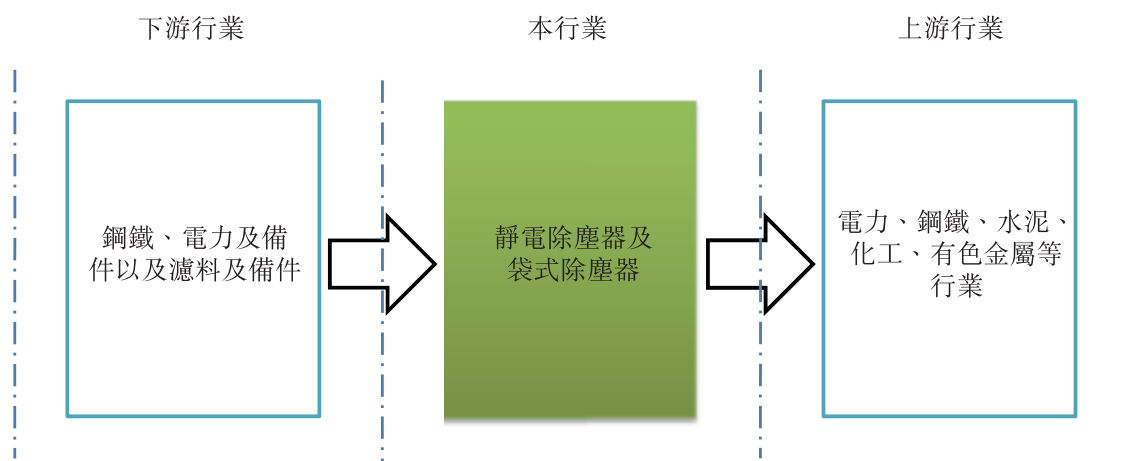 下游行業
本行業
上游行業
鋼鐵、電力及備
件以及濾料及備件
靜電除塵器及
袋式除塵器
電力、鋼鐵、水泥、
化工、有色金屬等
行業